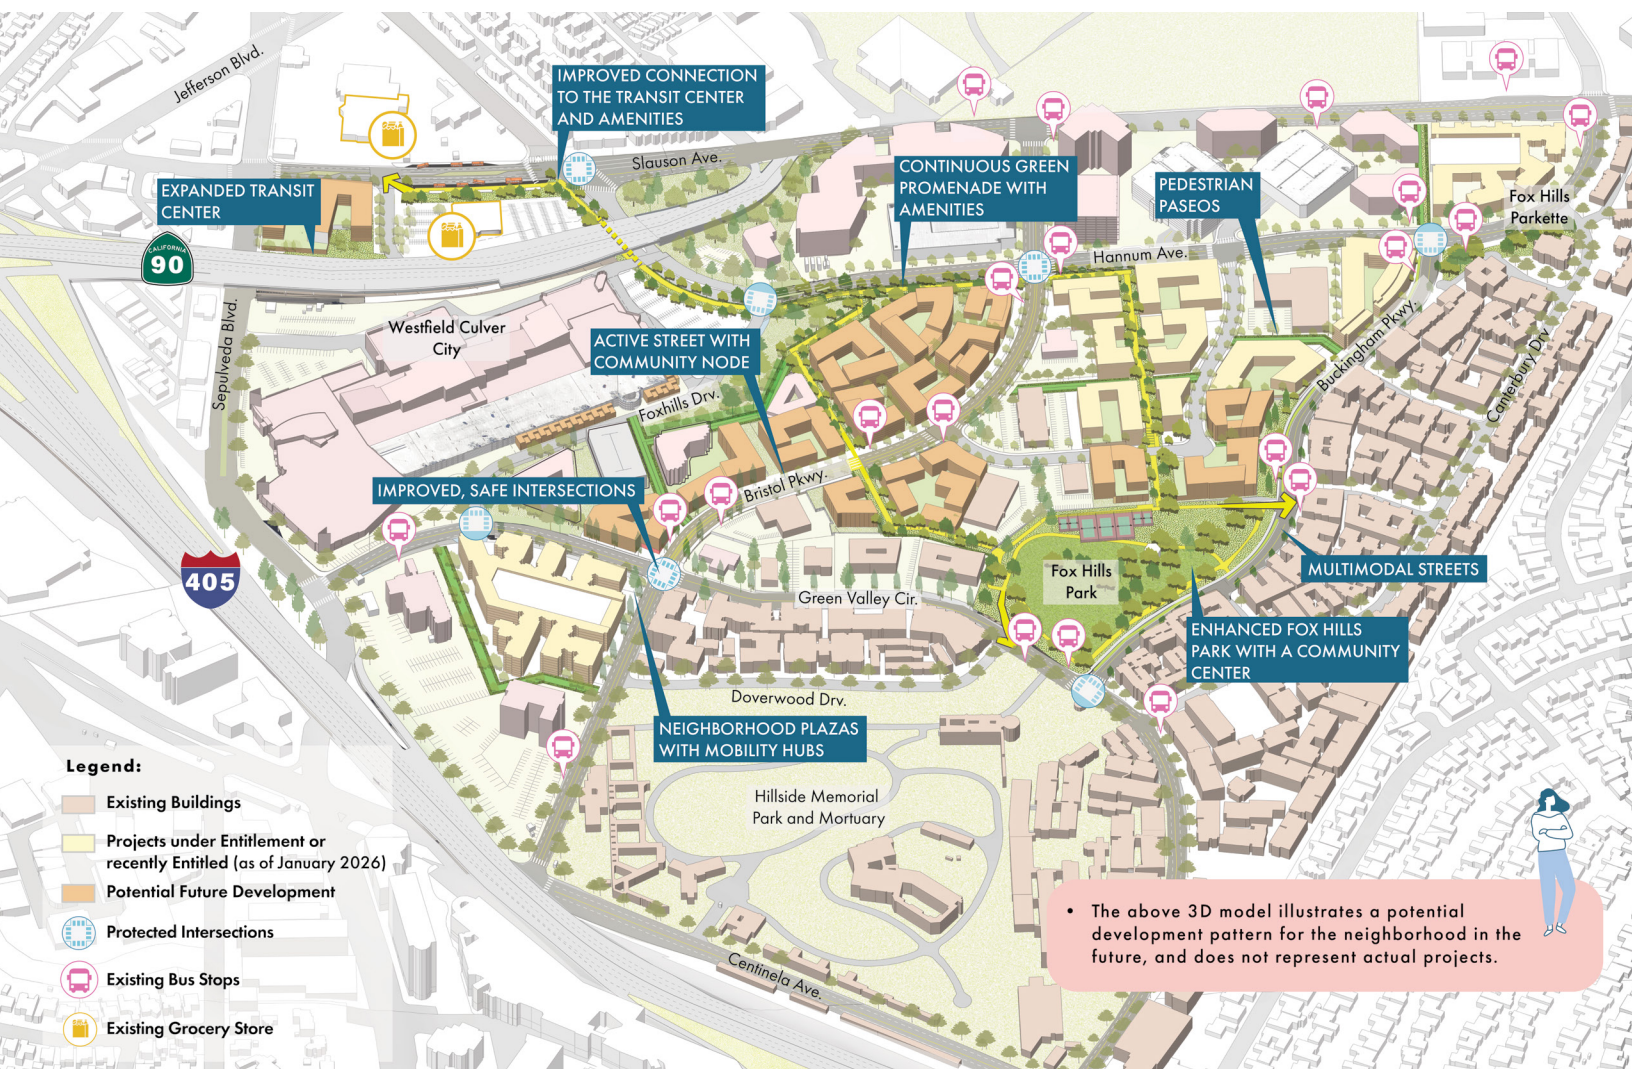 Jefferson Blvd.
IMPROVED CONNECTION
TO THE TRANSIT CENTER
AND AMENITIES
Slauson Ave.
EXPANDED TRANSIT
CENTER
CONTINUOUS GREEN
PROMENADE WITH
AMENITIES
PEDESTRIAN
PASEOS
Fox Hills
Parkette
CALIFORNIA
90
Hannum Ave.
Sepulveda Blvd.
Westfield Culver
City
ACTIVE STREET WITH
COMMUNITY NODE
Buckingham Pkwy.
Canterbury Drv
Foxhills Drv.
IMPROVED, SAFE INTERSECTIONS
Bristol Pkwy.
405
Fox Hills
Park
MULTIMODAL STREETS
Green Valley Cir.
ENHANCED FOX HILLS
PARK WITH A COMMUNITY
CENTER
Doverwood Drv.
NEIGHBORHOOD PLAZAS
WITH MOBILITY HUBS
Hillside Memorial
Park and Mortuary
Centinela Ave.
Legend:
Existing Buildings
Projects under Entitlement or
recently Entitled (as of January 2026)
Potential Future Development
Protected Intersections
Existing Bus Stops
Existing Grocery Store
• The above 3D model illustrates a potential
development pattern for the neighborhood in the
future, and does not represent actual projects.